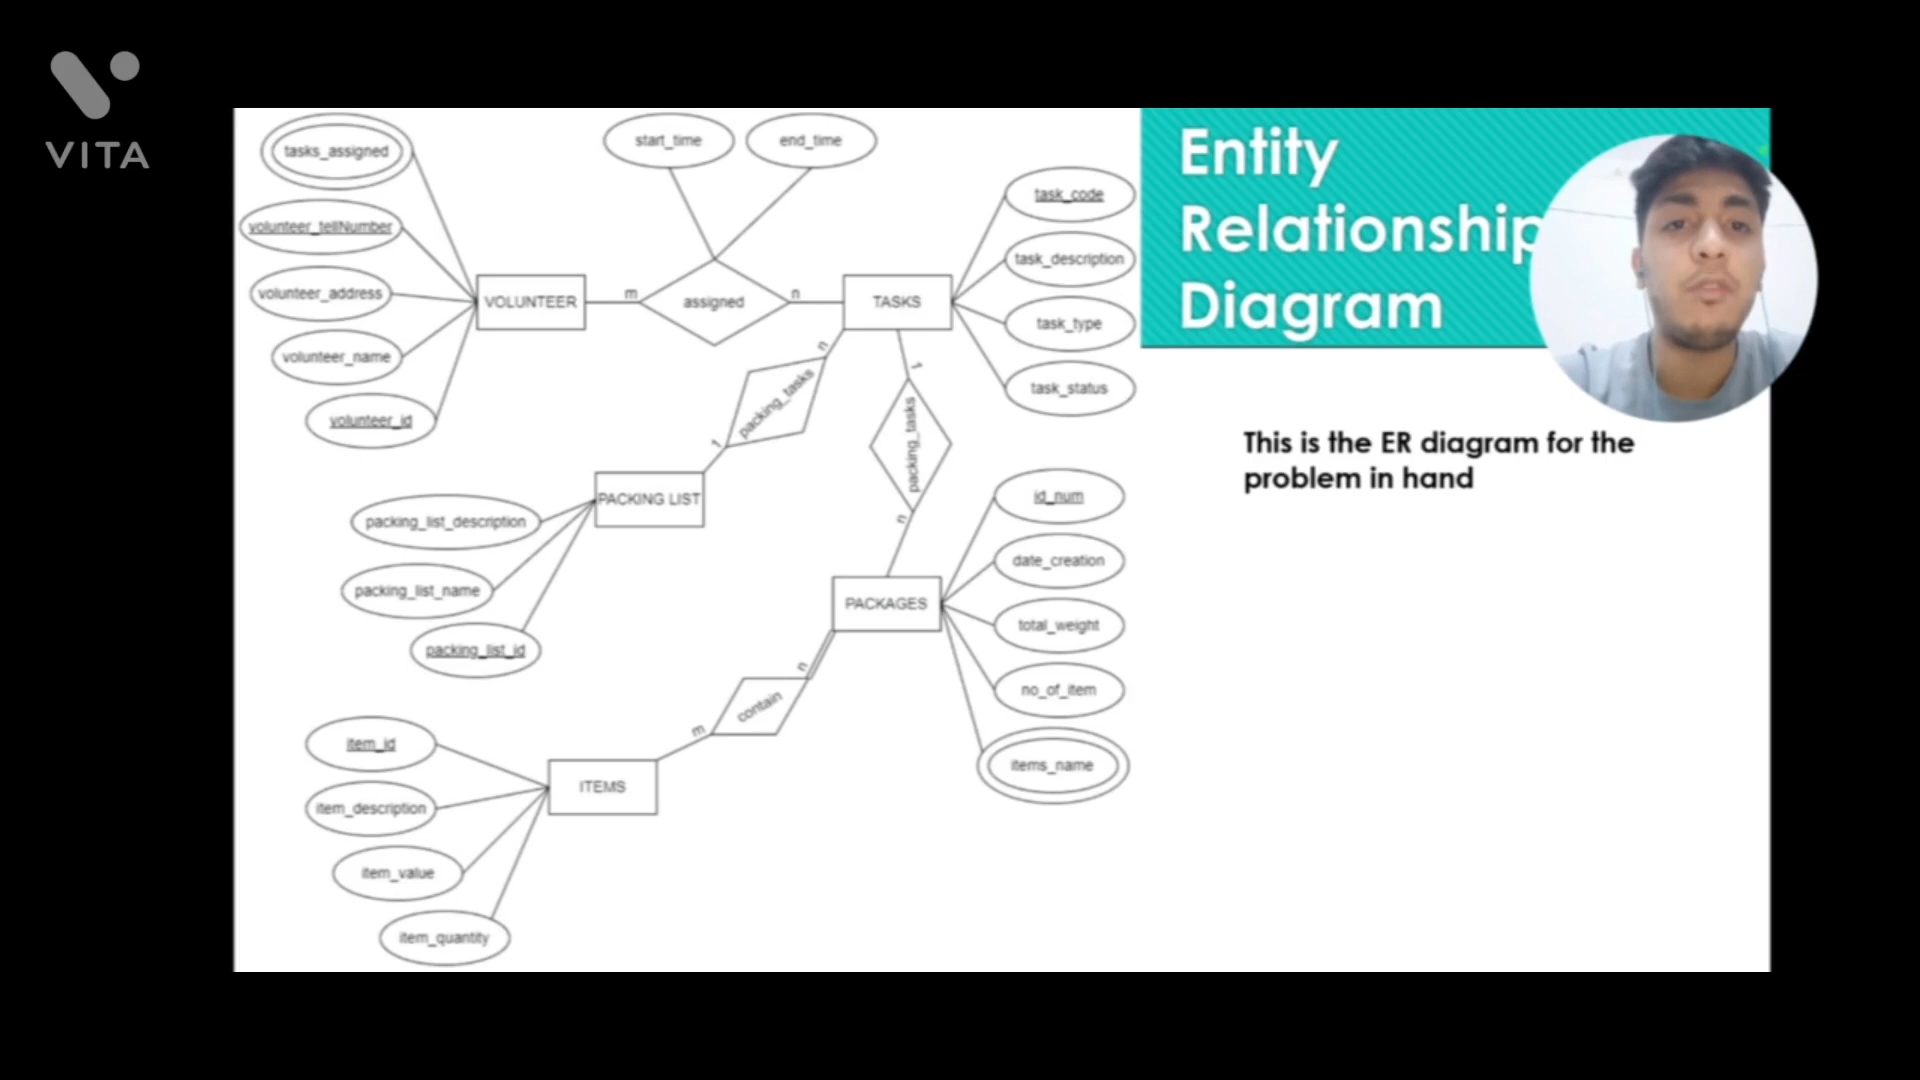 VITA
tasks_assigned
volunteer_tellNumber
volunteer_address
volunteer_name
volunteer_id
VOLUNTEER
m
assigned
n
start_time
end_time
TASKS
task_code
task_description
task_type
task_status
n
packing_tasks
1
1
packing_tasks
n
PACKING LIST
packing_list_description
packing_list_name
packing_list_id
PACKAGES
id_num
date_creation
total_weight
no_of_item
items_name
n
contain
m
ITEMS
item_id
item_description
item_value
item_quantity
Entity
Relationship
Diagram
This is the ER diagram for the
problem in hand